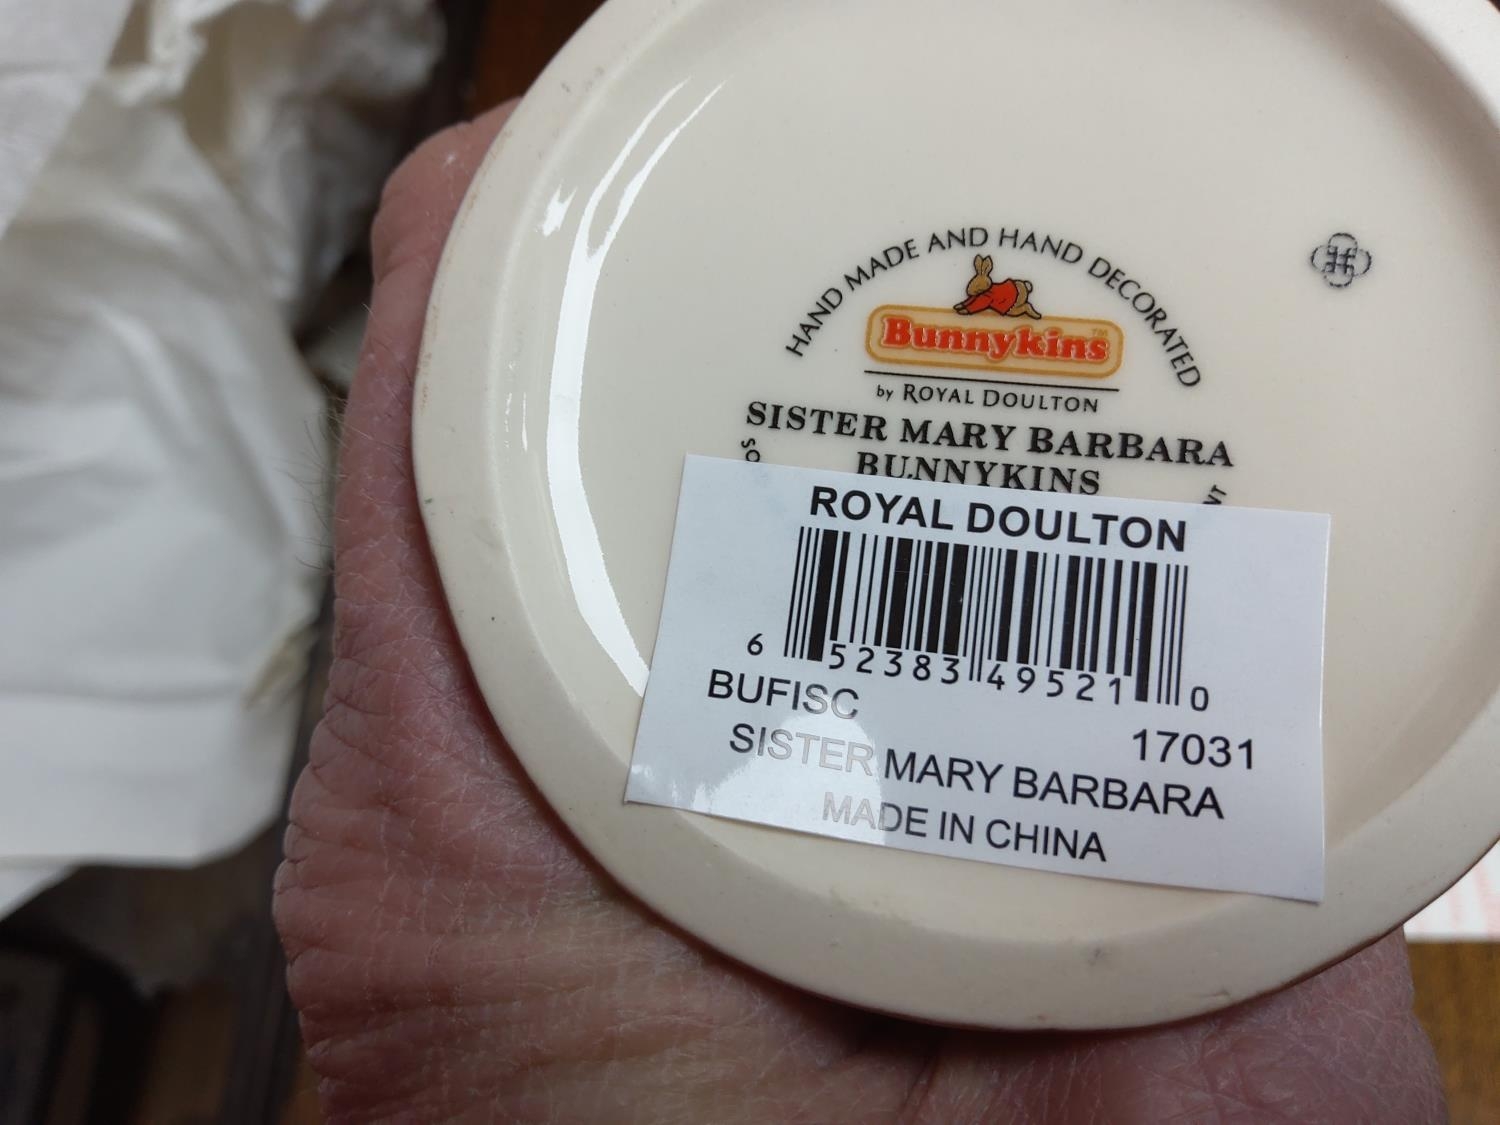 HAND MADE AND HAND DECORATED
Bunnykins™
by ROYAL DOULTON
SISTER MARY BARBARA
BUNNYKINS
ROYAL DOULTON
6 52383 49521 0
BUFISC
17031
SISTER MARY BARBARA
MADE IN CHINA